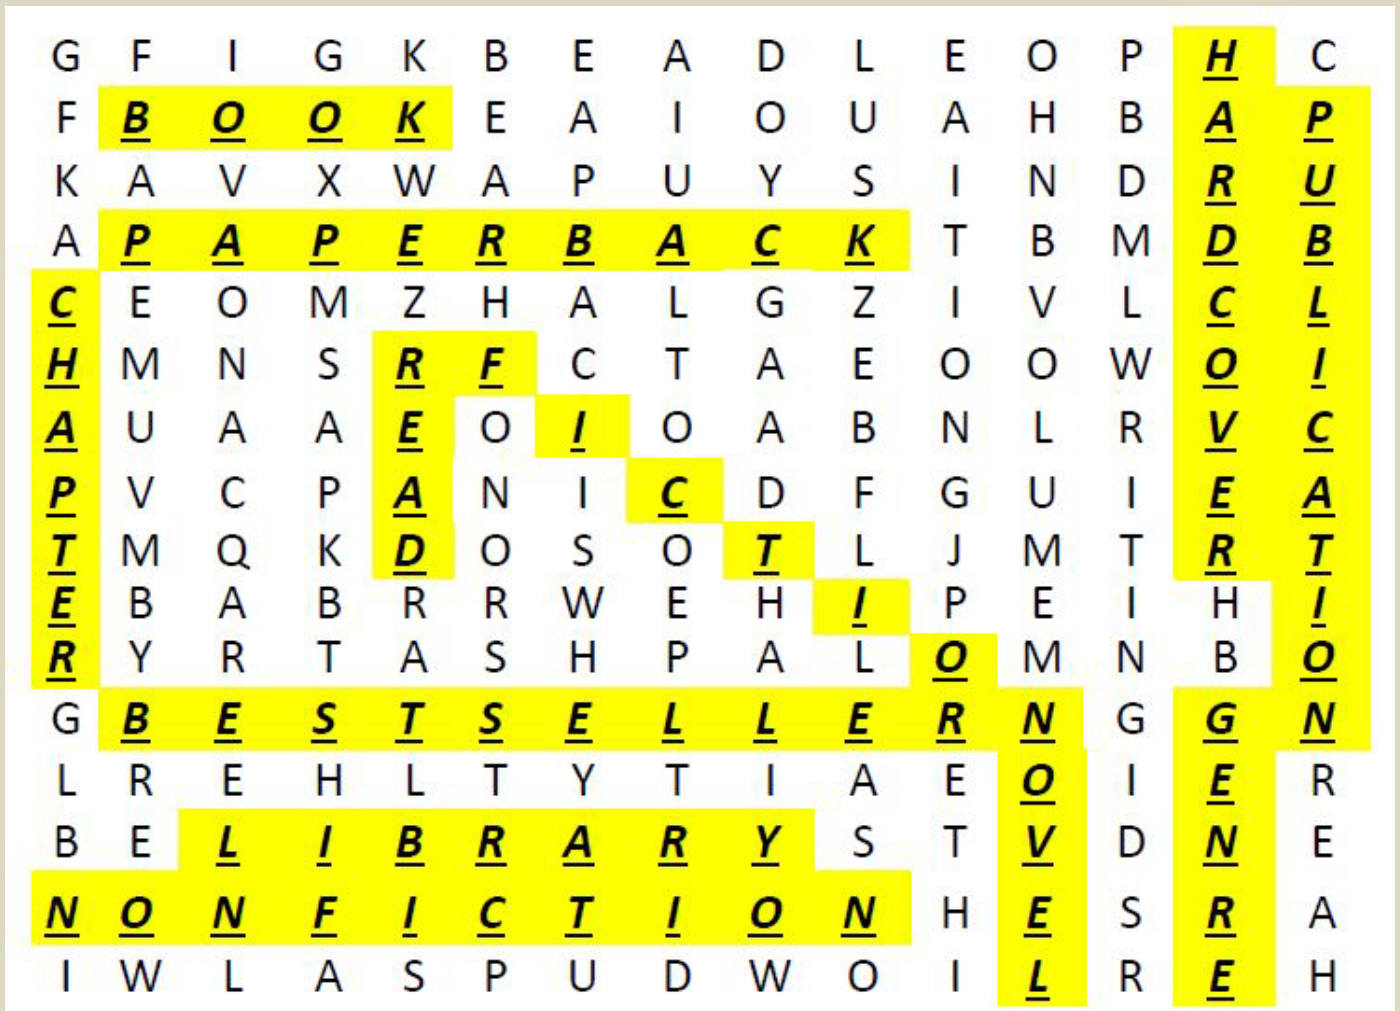 G F I G K B E A D L E O P H C
F B O O K E A I O U A H B A P
K A V X W A P U Y S I N D R U
A P A P E R B A C K T B M D B
C E O M Z H A L G Z I V L C L
H M N S R F C T A E O O W O I
A U A A E O I O A B N L R V C
P V C P A N I C D F G U I E A
T M Q K D O S O T L J M T R T
E B A B R R W E H I P E I H I
R Y R T A S H P A L O M N B O
G B E S T S E L L E R N G G N
L R E H L T Y T I A E O I E R
B E L I B R A R Y S T V D N E
N O N F I C T I O N H E S R A
I W L A S P U D W O I L R E H